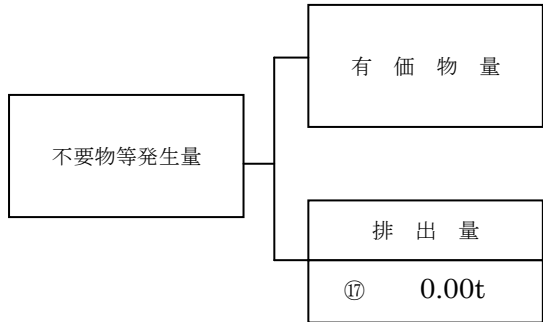 有 価 物 量
不要物等発生量
排 出 量
⑰ 0.00t